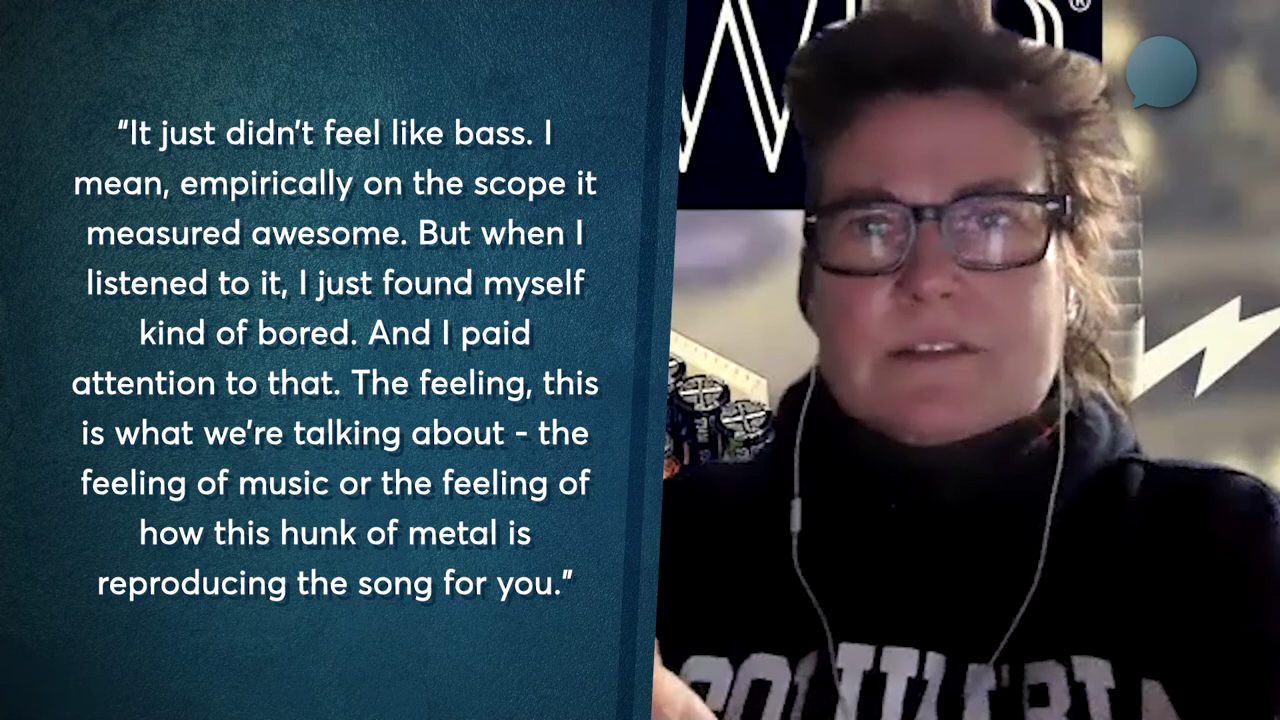 “It just didn’t feel like bass. I
mean, empirically on the scope it
measured awesome. But when I
listened to it, I just found myself
kind of bored. And I paid
attention to that. The feeling, this
is what we’re talking about - the
feeling of music or the feeling of
how this hunk of metal is
reproducing the song for you.”
®
COLUMBIA